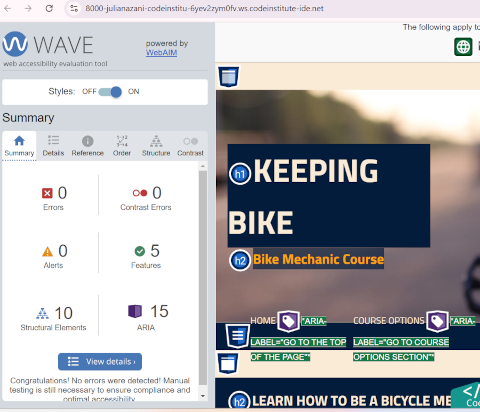 8000-julianazani-codeinstitu-6yev2zym0fv.ws.codeinstitute-ide.net
The following apply to
WAVE
web accessibility evaluation tool
powered by
WebAIM
Styles: OFF ON
Summary
Summary Details Reference Order Structure Contrast
0
Errors
0
Contrast Errors
0
Alerts
5
Features
10
Structural Elements
15
ARIA
View details ›
Congratulations! No errors were detected! Manual
testing is still necessary to ensure compliance and
optimal accessibility.
h1 KEEPING
BIKE
h2 Bike Mechanic Course
HOME *ARIA-
LABEL="GO TO THE TOP
OF THE PAGE"*
COURSE OPTIONS *ARIA-
LABEL="GO TO COURSE
OPTIONS SECTION"*
h2 LEARN HOW TO BE A BICYCLE ME
</
Co